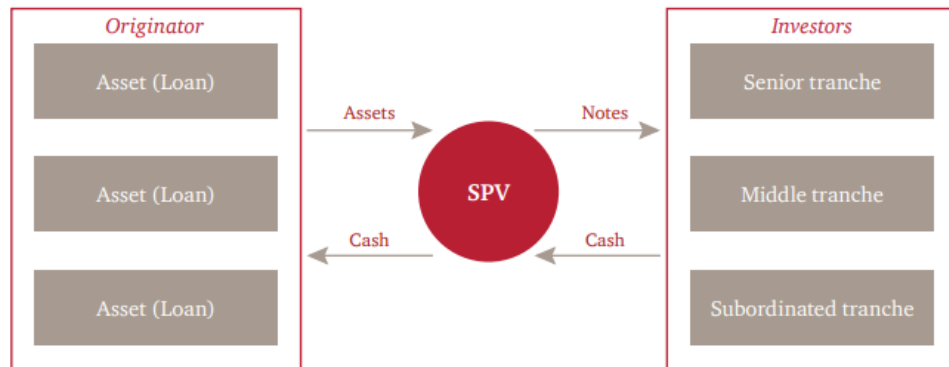 Originator
Asset (Loan)
Asset (Loan)
Asset (Loan)
Assets
Cash
SPV
Notes
Cash
Investors
Senior tranche
Middle tranche
Subordinated tranche